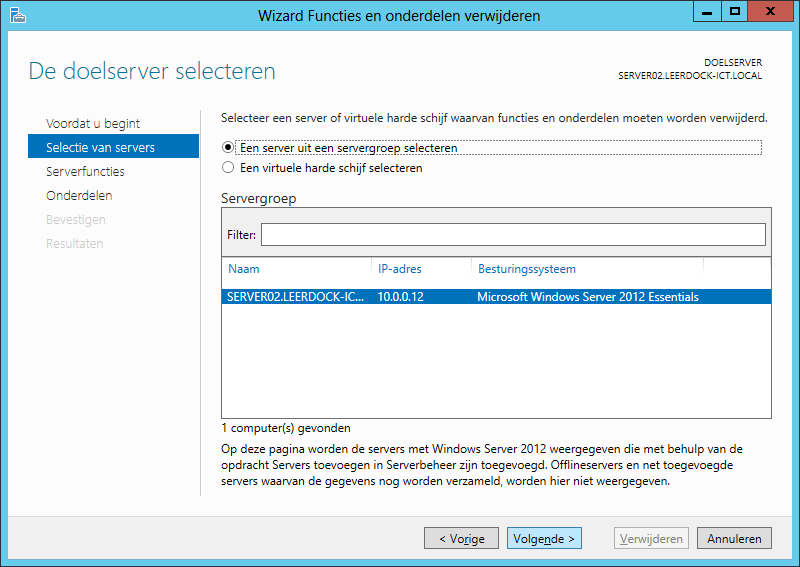 Wizard Functies en onderdelen verwijderen
De doelserver selecteren
DOELSERVER
SERVER02.LEERDOCK-ICT.LOCAL
Voordat u begint
Selectie van servers
Serverfuncties
Onderdelen
Bevestigen
Resultaten
Selecteer een server of virtuele harde schijf waarvan functies en onderdelen moeten worden verwijderd.
Een server uit een servergroep selecteren
Een virtuele harde schijf selecteren
Servergroep
Filter:
Naam IP-adres Besturingssysteem
SERVER02.LEERDOCK-IC... 10.0.0.12 Microsoft Windows Server 2012 Essentials
1 computer(s) gevonden
Op deze pagina worden de servers met Windows Server 2012 weergegeven die met behulp van de
opdracht Servers toevoegen in Serverbeheer zijn toegevoegd. Offlineservers en net toegevoegde
servers waarvan de gegevens nog worden verzameld, worden hier niet weergegeven.
< Vorige Volgende > Verwijderen Annuleren